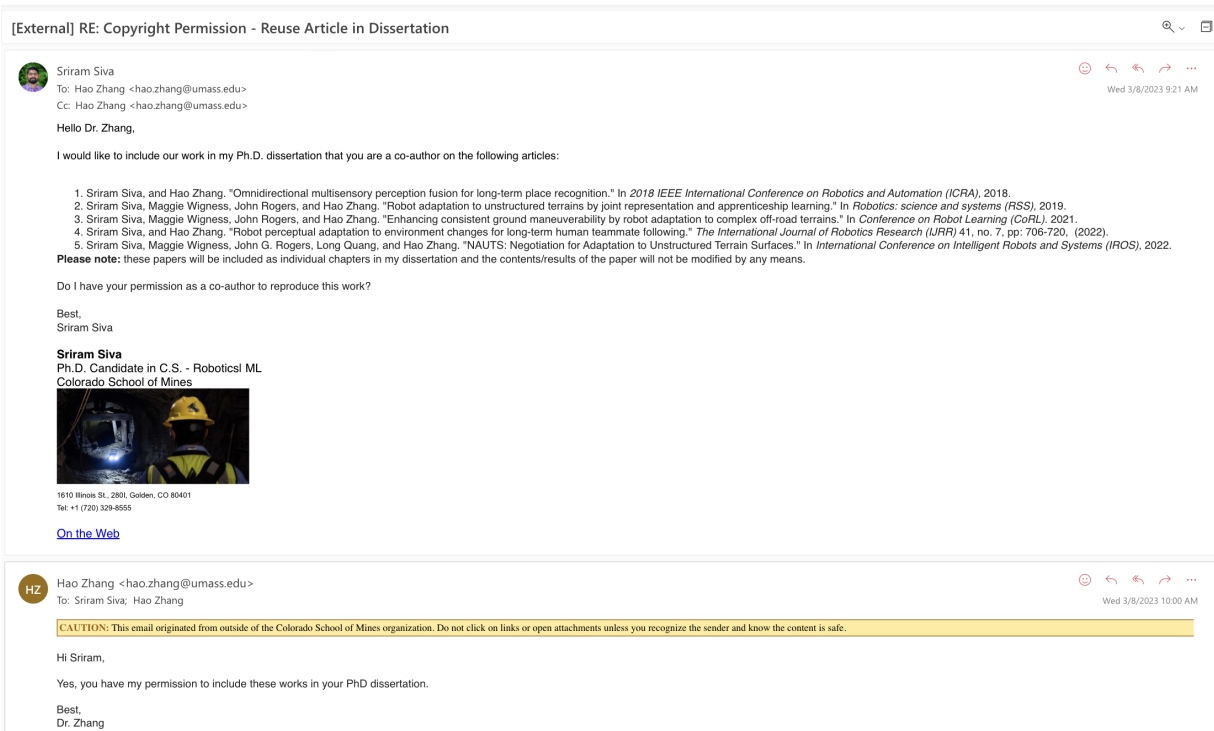 [External] RE: Copyright Permission - Reuse Article in Dissertation
Sriram Siva
To: Hao Zhang <hao.zhang@umass.edu>
Wed 3/8/2023 9:21 AM
Cc: Hao Zhang <hao.zhang@umass.edu>
Hello Dr. Zhang,
I would like to include our work in my Ph.D. dissertation that you are a co-author on the following articles:
1. Sriram Siva, and Hao Zhang. "Omnidirectional multisensory perception fusion for long-term place recognition." In 2018 IEEE International Conference on Robotics and Automation (ICRA), 2018.
2. Sriram Siva, Maggie Wigness, John Rogers, and Hao Zhang. "Robot adaptation to unstructured terrains by joint representation and apprenticeship learning." In Robotics: science and systems (RSS), 2019.
3. Sriram Siva, Maggie Wigness, John Rogers, and Hao Zhang. "Enhancing consistent ground maneuverability by robot adaptation to complex off-road terrains." In Conference on Robot Learning (CoRL). 2021.
4. Sriram Siva, and Hao Zhang. "Robot perceptual adaptation to environment changes for long-term human teammate following." The International Journal of Robotics Research (IJRR) 41, no. 7, pp: 706-720, (2022).
5. Sriram Siva, Maggie Wigness, John G. Rogers, Long Quang, and Hao Zhang. "NAUTS: Negotiation for Adaptation to Unstructured Terrain Surfaces." In International Conference on Intelligent Robots and Systems (IROS), 2022.
Please note: these papers will be included as individual chapters in my dissertation and the contents/results of the paper will not be modified by any means.
Do I have your permission as a co-author to reproduce this work?
Best,
Sriram Siva
Sriram Siva
Ph.D. Candidate in C.S. - Roboticsl ML
Colorado School of Mines
1610 Illinois St., 280I, Golden, CO 80401
Tel: +1 (720) 329-8555
On the Web
HZ
Hao Zhang <hao.zhang@umass.edu>
To: Sriram Siva; Hao Zhang
Wed 3/8/2023 10:00 AM
CAUTION: This email originated from outside of the Colorado School of Mines organization. Do not click on links or open attachments unless you recognize the sender and know the content is safe.
Hi Sriram,
Yes, you have my permission to include these works in your PhD dissertation.
Best,
Dr. Zhang